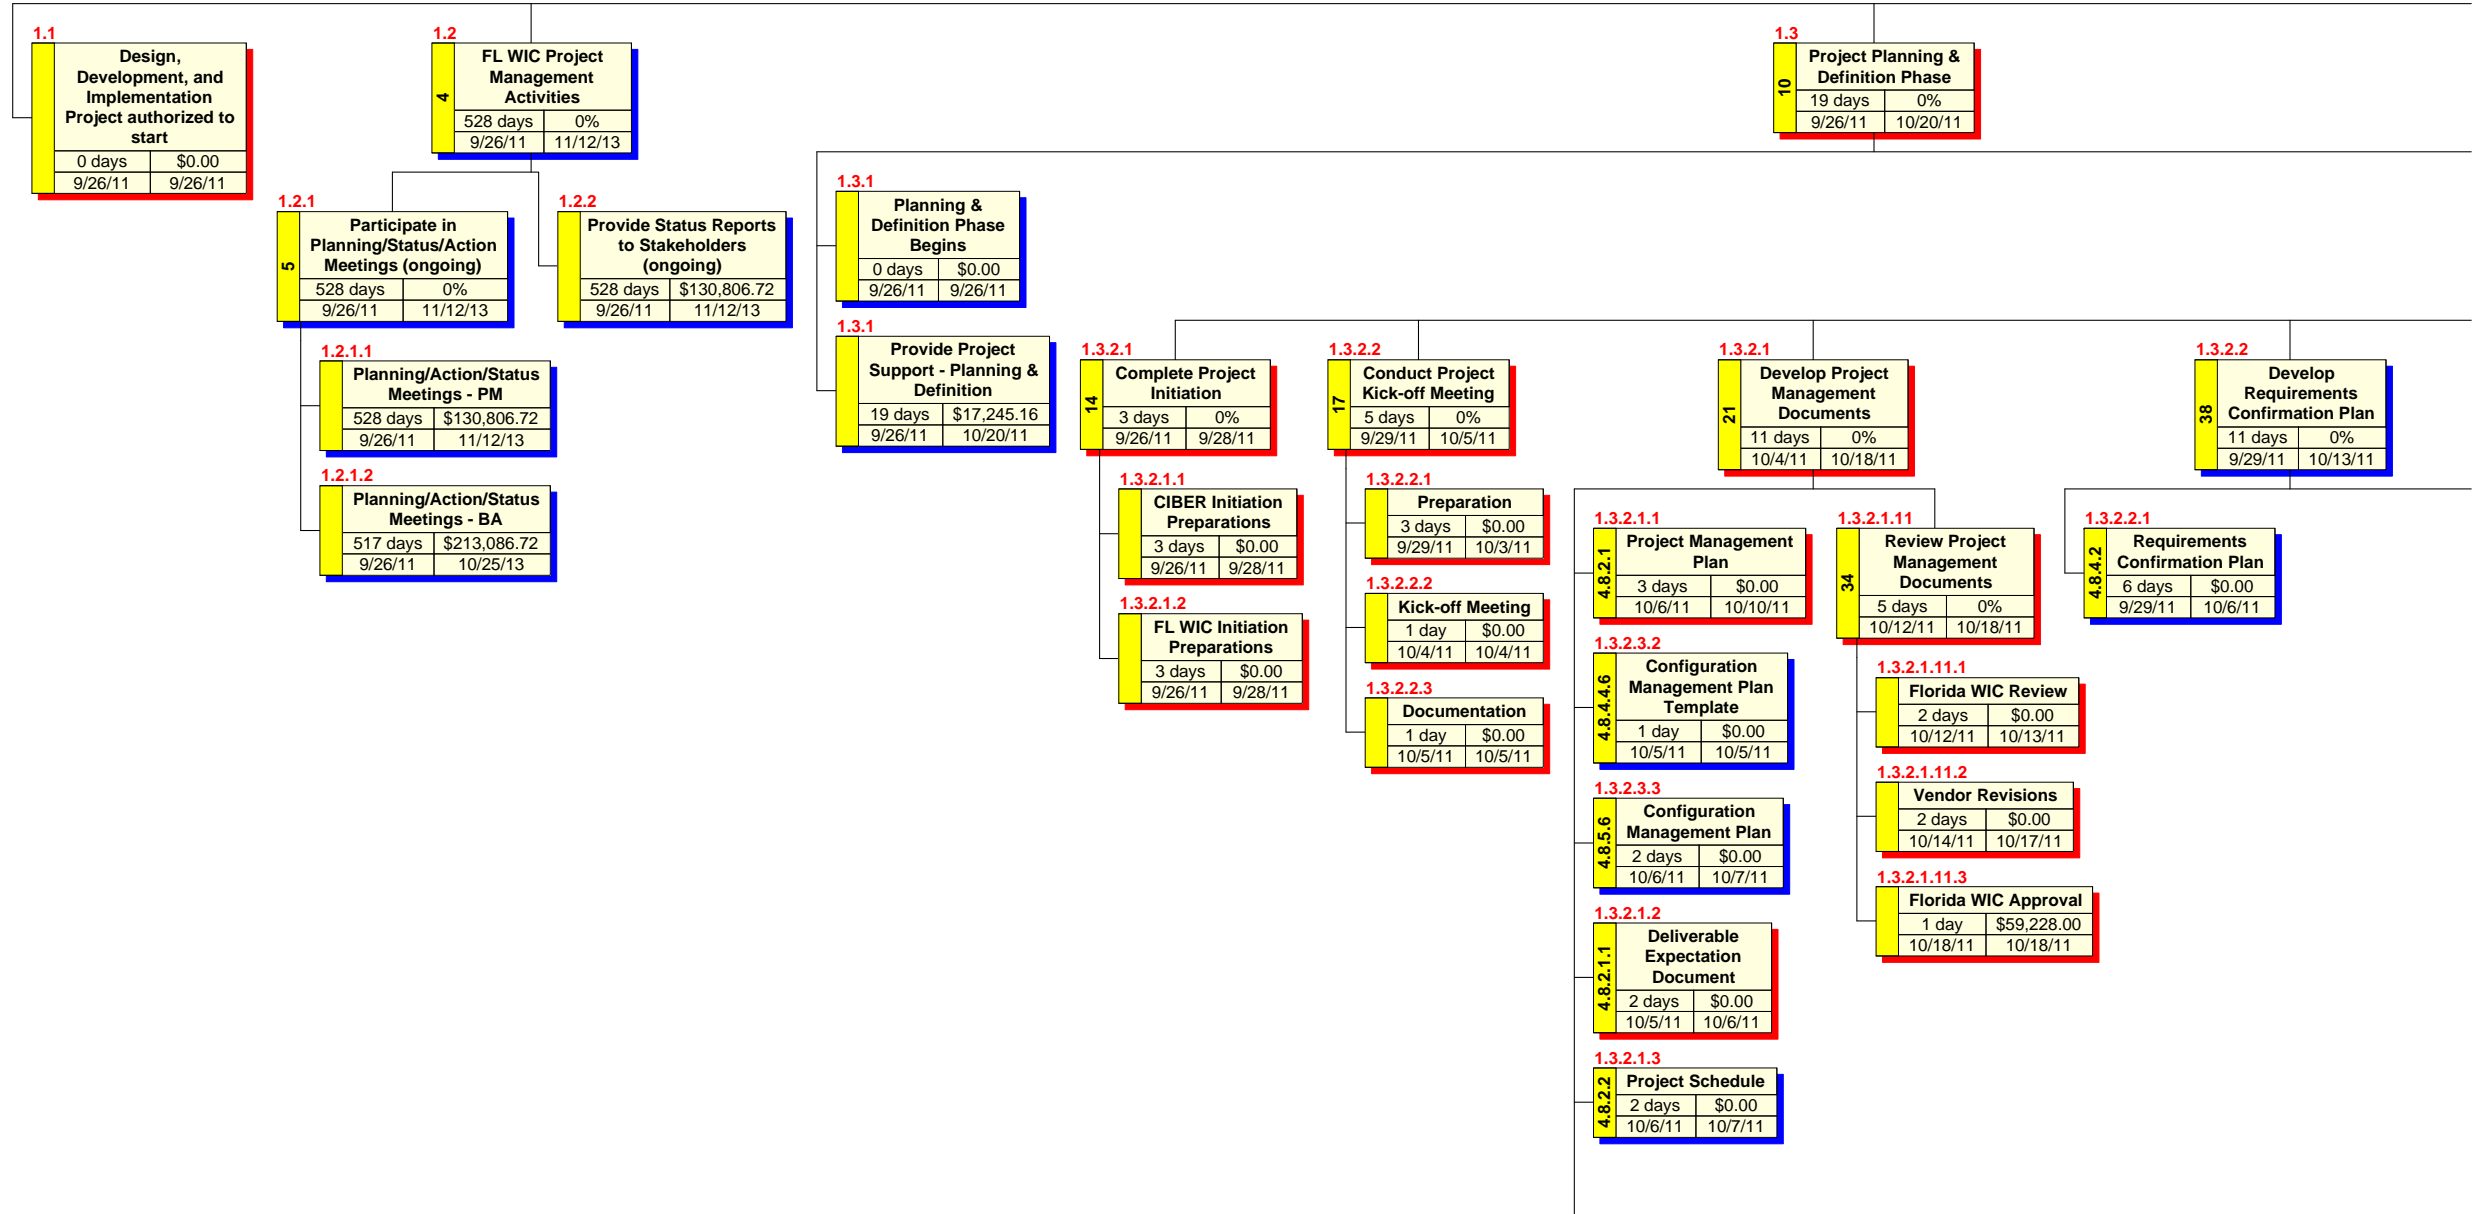 1.1
Design,
Development, and
Implementation
Project authorized to
start
0 days $0.00
9/26/11 9/26/11
1.2
4
FL WIC Project
Management
Activities
528 days 0%
9/26/11 11/12/13
1.2.1
5
Participate in
Planning/Status/Action
Meetings (ongoing)
528 days 0%
9/26/11 11/12/13
1.2.1.1
Planning/Action/Status
Meetings - PM
528 days $130,806.72
9/26/11 11/12/13
1.2.1.2
Planning/Action/Status
Meetings - BA
517 days $213,086.72
9/26/11 10/25/13
1.2.2
Provide Status Reports
to Stakeholders
(ongoing)
528 days $130,806.72
9/26/11 11/12/13
1.3
10
Project Planning &
Definition Phase
19 days 0%
9/26/11 10/20/11
1.3.1
Planning &
Definition Phase
Begins
0 days $0.00
9/26/11 9/26/11
1.3.1
Provide Project
Support - Planning &
Definition
19 days $17,245.16
9/26/11 10/20/11
1.3.2.1
14
Complete Project
Initiation
3 days 0%
9/26/11 9/28/11
1.3.2.1.1
CIBER Initiation
Preparations
3 days $0.00
9/26/11 9/28/11
1.3.2.1.2
FL WIC Initiation
Preparations
3 days $0.00
9/26/11 9/28/11
1.3.2.2
17
Conduct Project
Kick-off Meeting
5 days 0%
9/29/11 10/5/11
1.3.2.2.1
Preparation
3 days $0.00
9/29/11 10/3/11
1.3.2.2.2
Kick-off Meeting
1 day $0.00
10/4/11 10/4/11
1.3.2.2.3
Documentation
1 day $0.00
10/5/11 10/5/11
1.3.2.1
21
Develop Project
Management
Documents
11 days 0%
10/4/11 10/18/11
1.3.2.1.1
4.8.2.1
Project Management
Plan
3 days $0.00
10/6/11 10/10/11
1.3.2.3.2
4.8.4.4.6
Configuration
Management Plan
Template
1 day $0.00
10/5/11 10/5/11
1.3.2.3.3
4.8.5.6
Configuration
Management Plan
2 days $0.00
10/6/11 10/7/11
1.3.2.1.2
4.8.2.1.1
Deliverable
Expectation
Document
2 days $0.00
10/5/11 10/6/11
1.3.2.1.3
4.8.2.2
Project Schedule
2 days $0.00
10/6/11 10/7/11
1.3.2.1.11
34
Review Project
Management
Documents
5 days 0%
10/12/11 10/18/11
1.3.2.1.11.1
Florida WIC Review
2 days $0.00
10/12/11 10/13/11
1.3.2.1.11.2
Vendor Revisions
2 days $0.00
10/14/11 10/17/11
1.3.2.1.11.3
Florida WIC Approval
1 day $59,228.00
10/18/11 10/18/11
1.3.2.2
38
Develop
Requirements
Confirmation Plan
11 days 0%
9/29/11 10/13/11
1.3.2.2.1
4.8.4.2
Requirements
Confirmation Plan
6 days $0.00
9/29/11 10/6/11